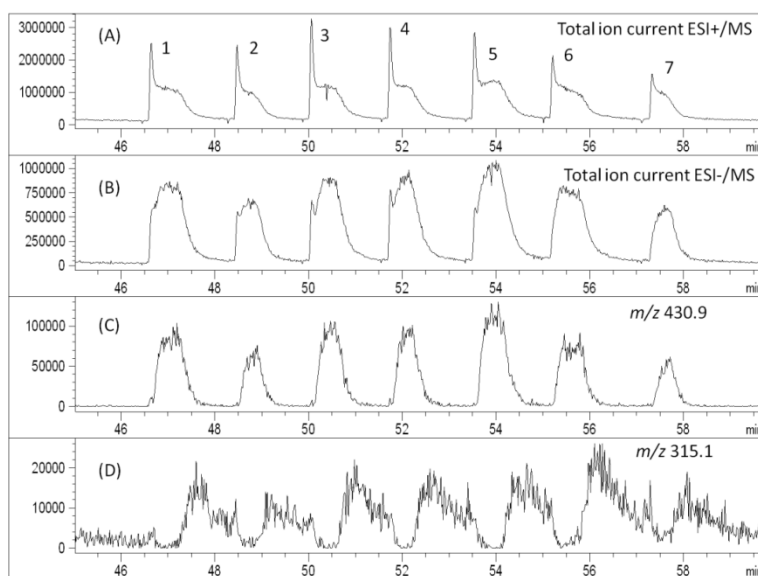 (A) 1 2 3 4 5 6 7 Total ion current ESI+/MS
3000000
2000000
1000000
0
46 48 50 52 54 56 58 min
(B) Total ion current ESI-/MS
1000000
750000
500000
250000
0
46 48 50 52 54 56 58 min
(C) m/z 430.9
100000
50000
0
46 48 50 52 54 56 58 min
(D) m/z 315.1
20000
10000
0
46 48 50 52 54 56 58 min